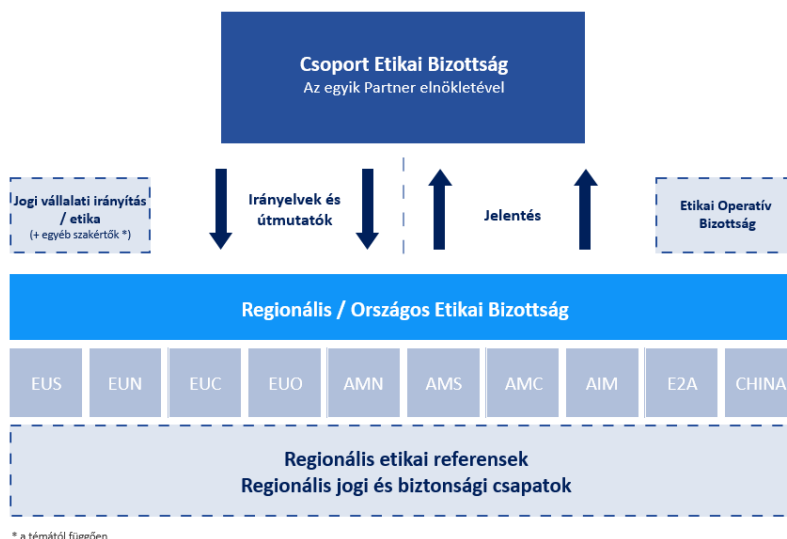 Csoport Etikai Bizottság
Az egyik Partner elnökletével
Jogi vállalati irányítás
/ etika
(+ egyéb szakértők *)
Irányelvek és
útmutatók
Jelentés
Etikai Operatív
Bizottság
Regionális / Országos Etikai Bizottság
EUS EUN EUC EUO AMN AMS AMC AIM E2A CHINA
Regionális etikai referensek
Regionális jogi és biztonsági csapatok
* a témától függően